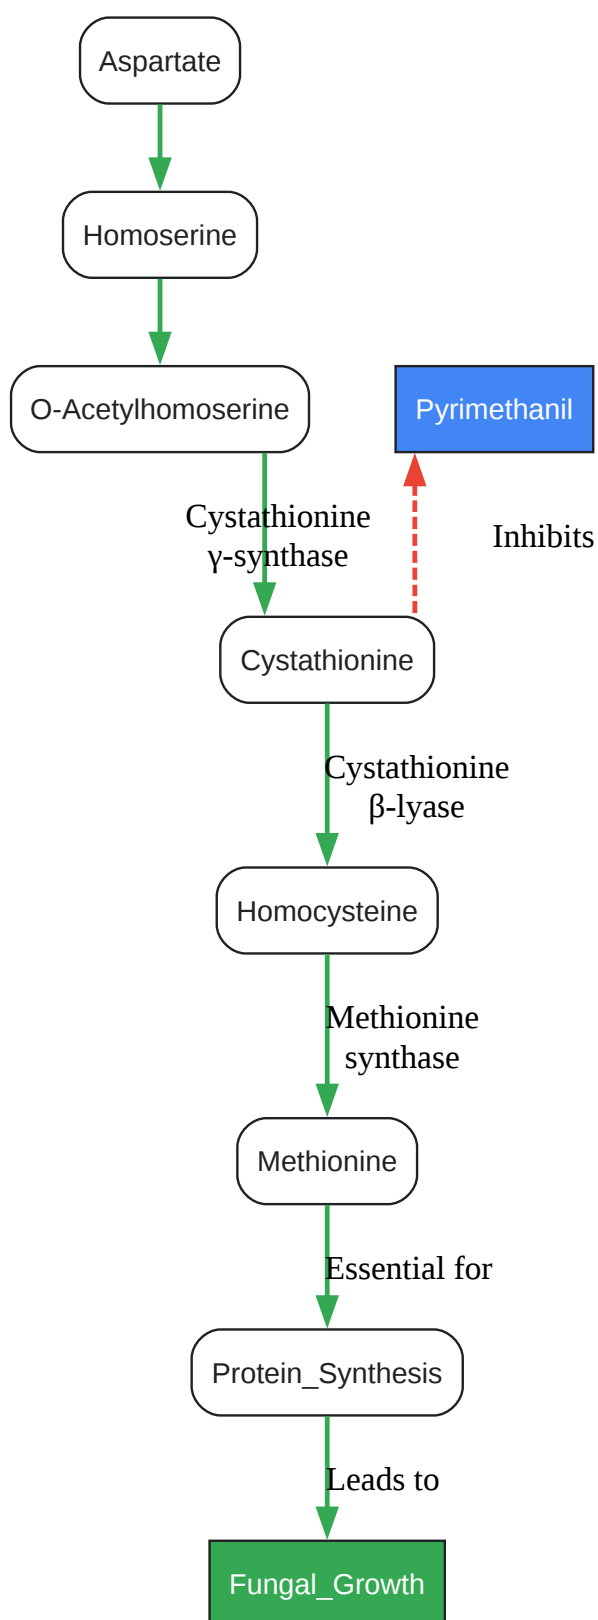 Aspartate
Homoserine
O-Acetylhomoserine
Pyrimethanil
Cystathionine
γ-synthase
Inhibits
Cystathionine
Cystathionine
β-lyase
Homocysteine
Methionine
synthase
Methionine
Essential for
Protein_Synthesis
Leads to
Fungal_Growth